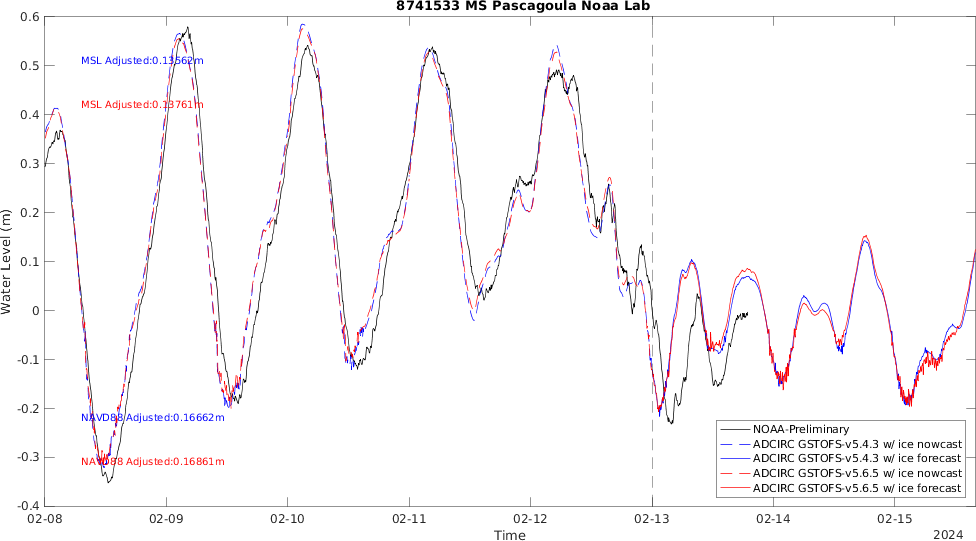 8741533 MS Pascagoula Noaa Lab
0.6
0.5
0.4
0.3
0.2
0.1
0
-0.1
-0.2
-0.3
-0.4
Water Level (m)
MSL Adjusted:0.13562m
MSL Adjusted:0.13761m
NAVD88 Adjusted:0.16662m
NAVD88 Adjusted:0.16861m
NOAA-Preliminary
ADCIRC GSTOFS-v5.4.3 w/ ice nowcast
ADCIRC GSTOFS-v5.4.3 w/ ice forecast
ADCIRC GSTOFS-v5.6.5 w/ ice nowcast
ADCIRC GSTOFS-v5.6.5 w/ ice forecast
02-08 02-09 02-10 02-11 02-12 02-13 02-14 02-15
Time
2024